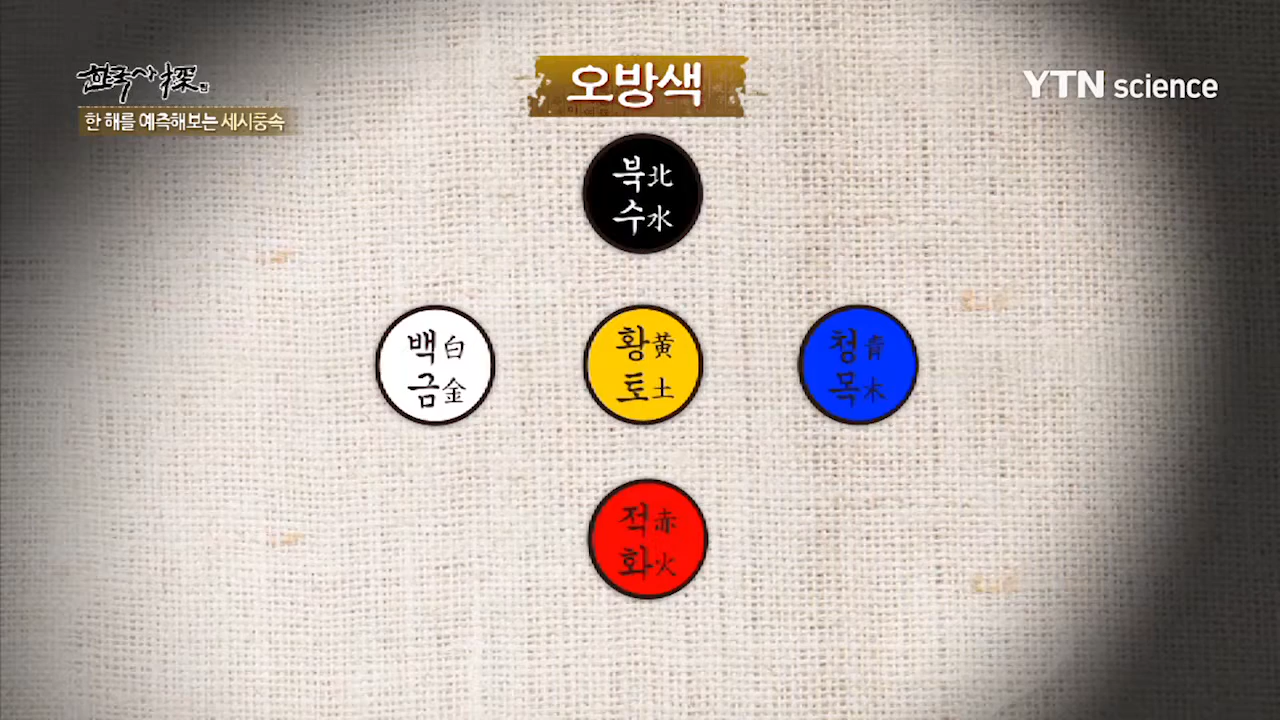 한국사探
한 해를 예측해보는 세시풍속
오방색
YTN science
북北
수水
백白
금金
황黃
토土
청靑
목木
적赤
화火